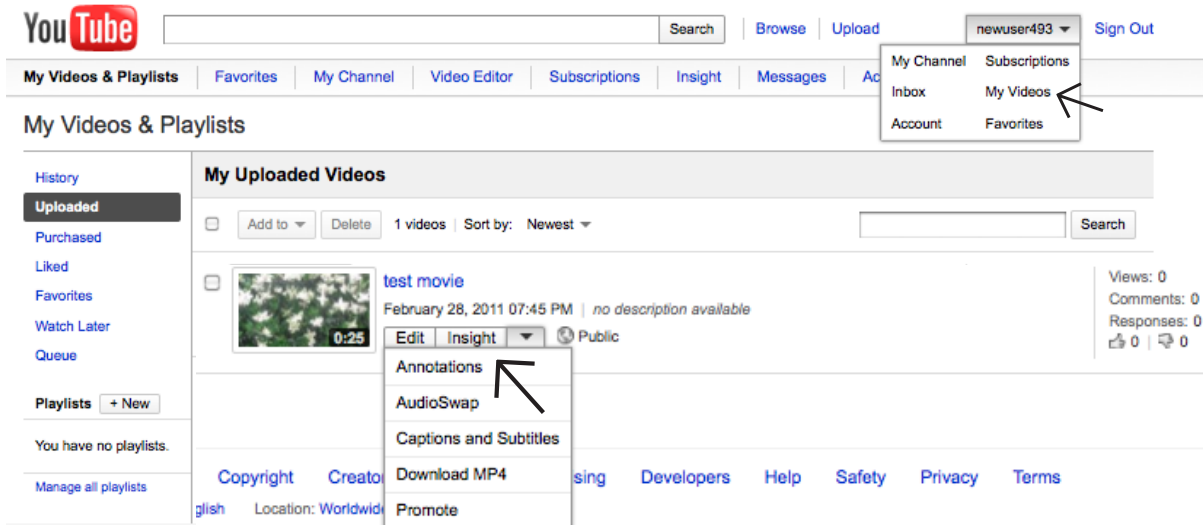 YouTube Search Browse Upload newuser493 Sign Out
My Videos & Playlists Favorites My Channel Video Editor Subscriptions Insight Messages Ac
My Channel Subscriptions
Inbox My Videos
Account Favorites
My Videos & Playlists
History
Uploaded
Purchased
Liked
Favorites
Watch Later
Queue
Playlists + New
You have no playlists.
Manage all playlists
My Uploaded Videos
Add to Delete 1 videos Sort by: Newest Search
0:25
test movie
February 28, 2011 07:45 PM | no description available
Edit Insight Public
Annotations
AudioSwap
Captions and Subtitles
Download MP4
Promote
Views: 0
Comments: 0
Responses: 0
0 | 0
Copyright Creato sing Developers Help Safety Privacy Terms
glish Location: Worldwide